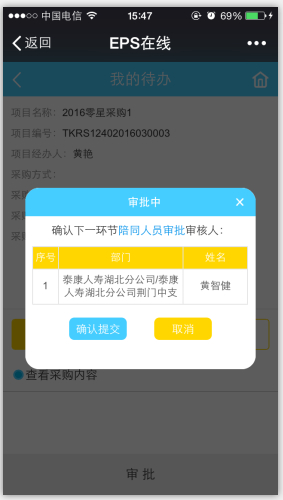 中国电信 15:47 69%
返回 EPS在线
我的待办
项目名称：2016零星采购1
项目编号：TKRS12402016030003
项目经办人：黄艳
采购方式：
采购
采
采
审批中 ×
确认下一环节陪同人员审批审核人：
序号 部门 姓名
1 泰康人寿湖北分公司/泰康人寿湖北分公司荆门中支 黄智健
确认提交 取消
查看采购内容
审 批